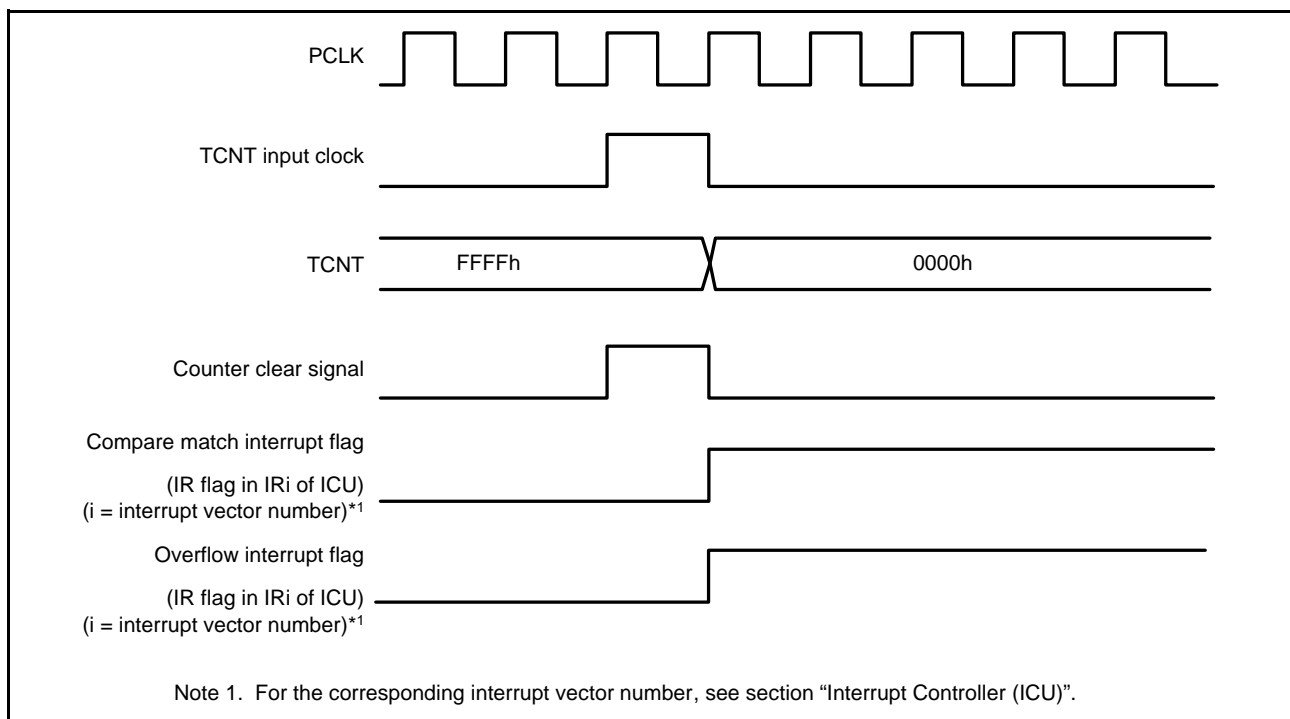 PCLK
TCNT input clock
TCNT
FFFFh
0000h
Counter clear signal
Compare match interrupt flag
(IR flag in IRi of ICU)
(i = interrupt vector number)*1
Overflow interrupt flag
(IR flag in IRi of ICU)
(i = interrupt vector number)*1
Note 1. For the corresponding interrupt vector number, see section “Interrupt Controller (ICU)”.